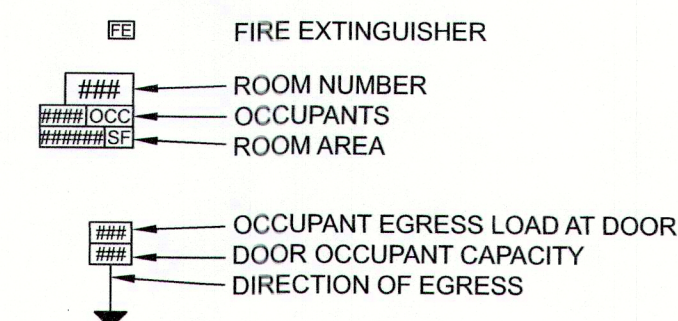 FE FIRE EXTINGUISHER
### ROOM NUMBER
#### OCC OCCUPANTS
###### SF ROOM AREA
### OCCUPANT EGRESS LOAD AT DOOR
### DOOR OCCUPANT CAPACITY
DIRECTION OF EGRESS